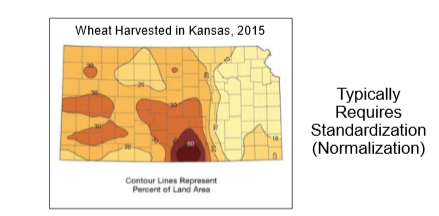 Wheat Harvested in Kansas, 2015
Contour Lines Represent
Percent of Land Area
Typically
Requires
Standardization
(Normalization)